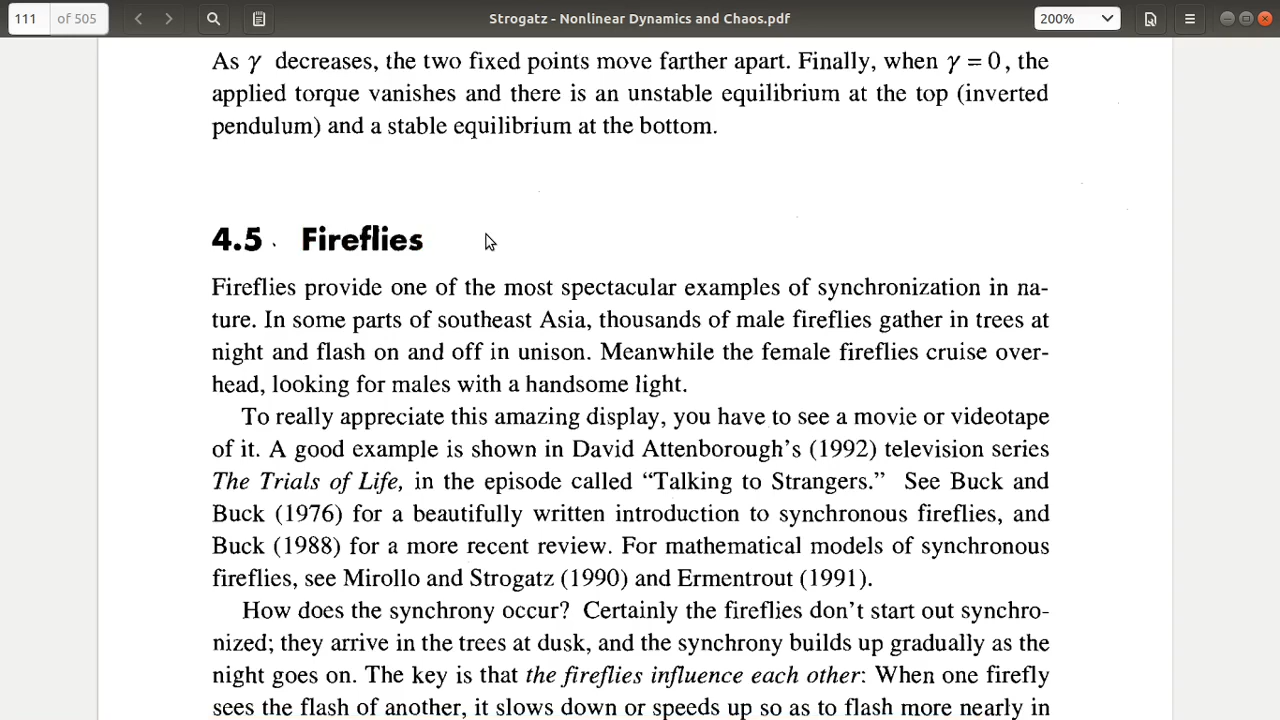 111 of 505 Strogatz - Nonlinear Dynamics and Chaos.pdf 200%
As γ decreases, the two fixed points move farther apart. Finally, when γ = 0, the
applied torque vanishes and there is an unstable equilibrium at the top (inverted
pendulum) and a stable equilibrium at the bottom.
4.5 Fireflies
Fireflies provide one of the most spectacular examples of synchronization in na-
ture. In some parts of southeast Asia, thousands of male fireflies gather in trees at
night and flash on and off in unison. Meanwhile the female fireflies cruise over-
head, looking for males with a handsome light.
To really appreciate this amazing display, you have to see a movie or videotape
of it. A good example is shown in David Attenborough's (1992) television series
The Trials of Life, in the episode called “Talking to Strangers.” See Buck and
Buck (1976) for a beautifully written introduction to synchronous fireflies, and
Buck (1988) for a more recent review. For mathematical models of synchronous
fireflies, see Mirollo and Strogatz (1990) and Ermentrout (1991).
How does the synchrony occur? Certainly the fireflies don't start out synchro-
nized; they arrive in the trees at dusk, and the synchrony builds up gradually as the
night goes on. The key is that the fireflies influence each other: When one firefly
sees the flash of another, it slows down or speeds up so as to flash more nearly in